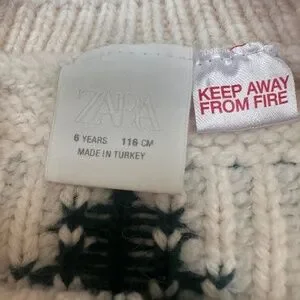 ZARA
6 YEARS 116 CM
MADE IN TURKEY
KEEP AWAY
FROM FIRE